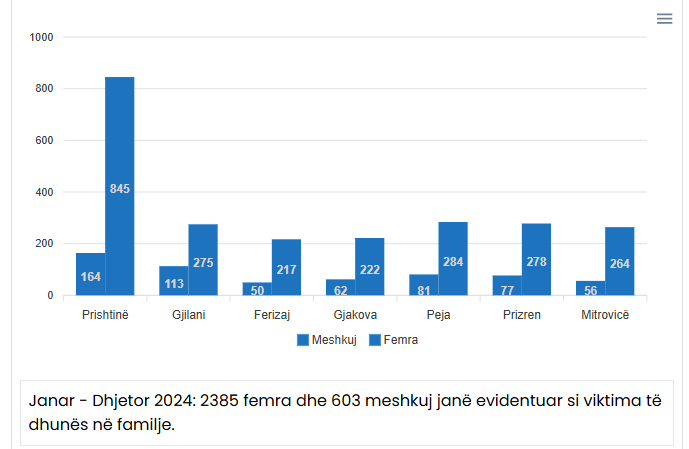 1000
800
600
400
200
0
164 845 113 275 50 217 62 222 81 284 77 278 56 264
Prishtinë Gjilani Ferizaj Gjakova Peja Prizren Mitrovicë
Meshkuj Femra
Janar - Dhjetor 2024: 2385 femra dhe 603 meshkuj janë evidentuar si viktima të
dhunës në familje.